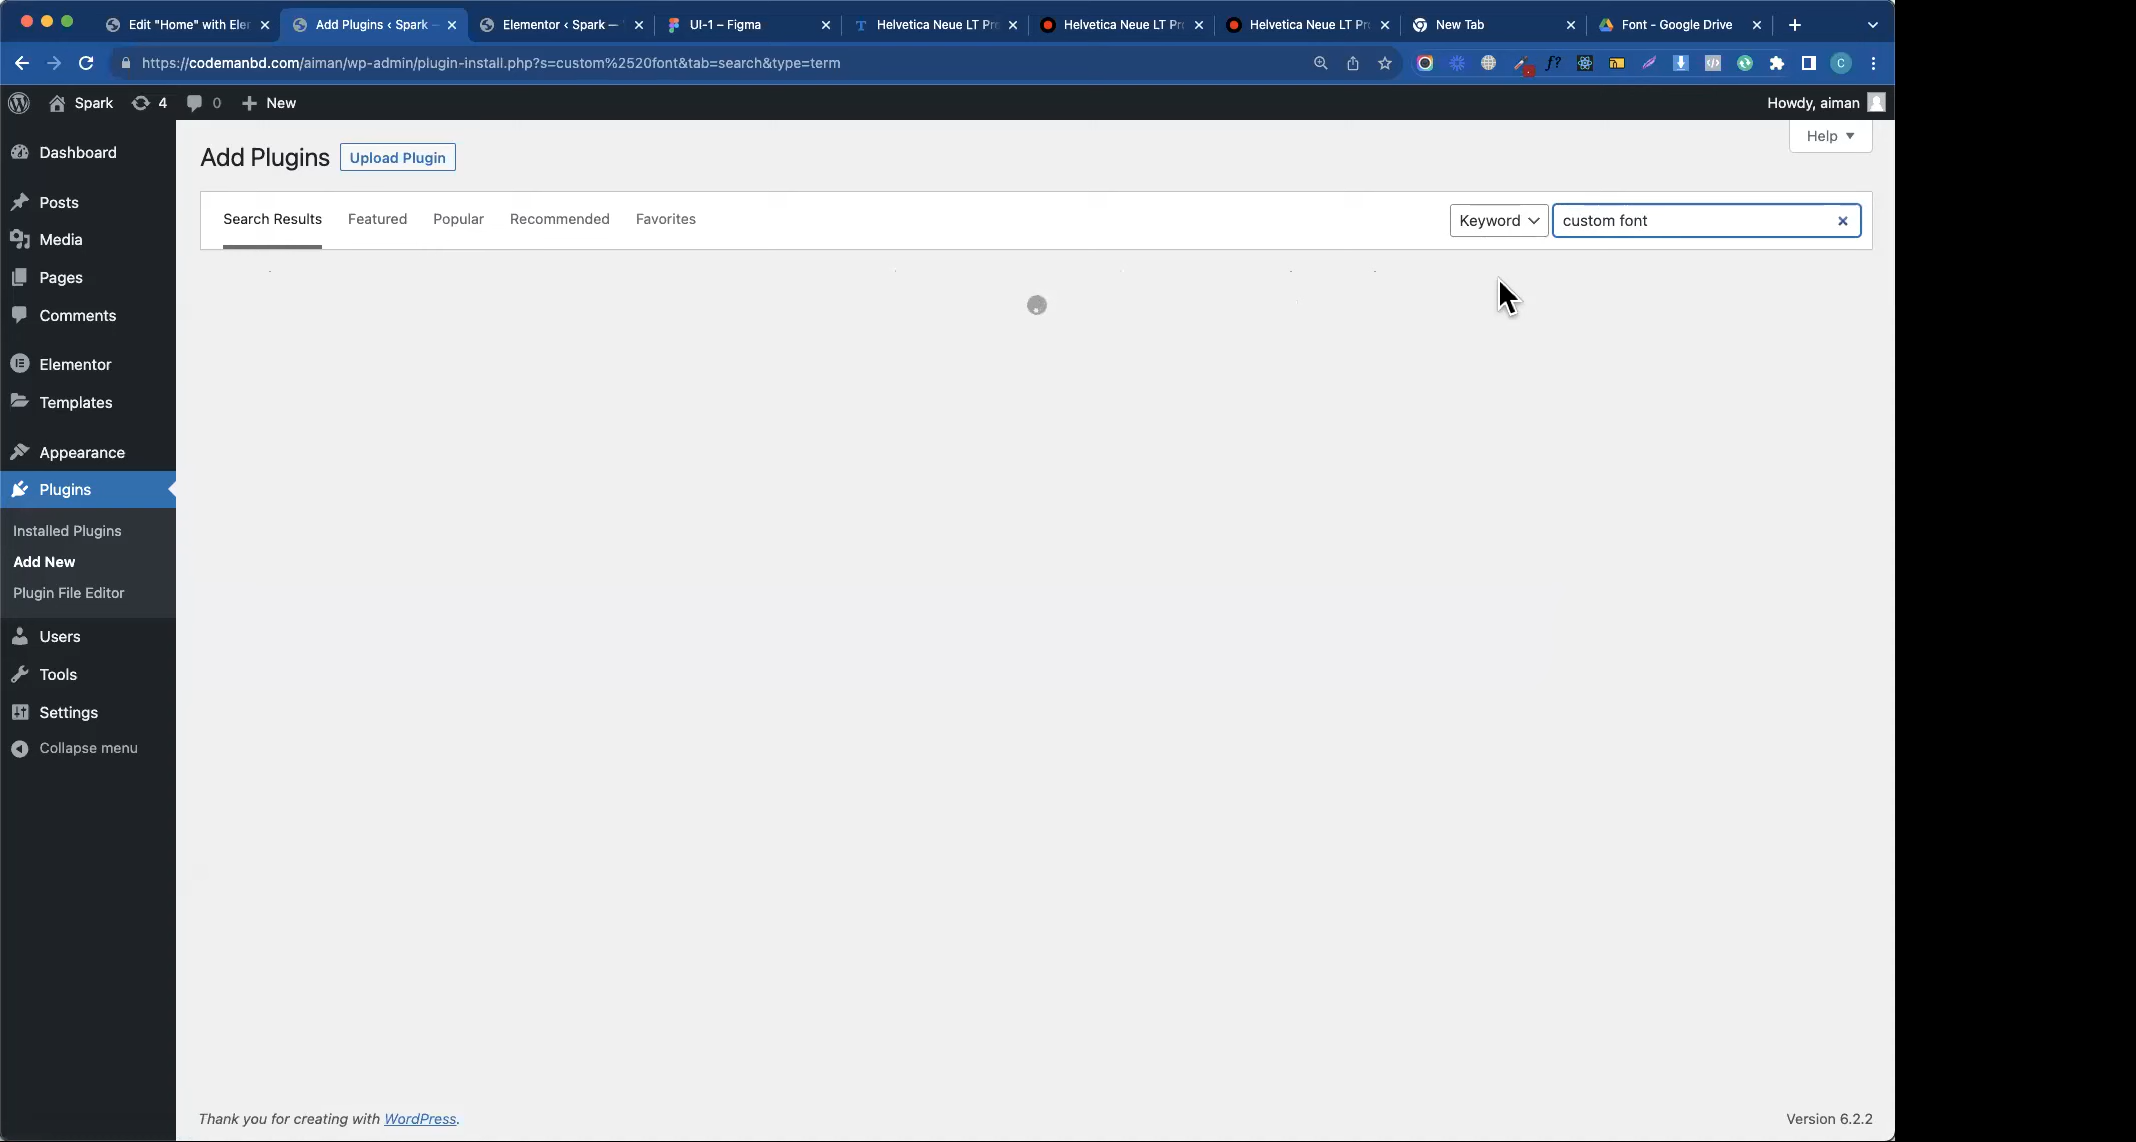 Edit "Home" with Ele
Add Plugins ‹ Spark –
Elementor ‹ Spark —
UI-1 – Figma
Helvetica Neue LT Pr
Helvetica Neue LT Pr
Helvetica Neue LT Pr
New Tab
Font - Google Drive
https://codemanbd.com/aiman/wp-admin/plugin-install.php?s=custom%2520font&tab=search&type=term
Spark
4
0
New
Howdy, aiman
Help
Dashboard
Posts
Media
Pages
Comments
Elementor
Templates
Appearance
Plugins
Installed Plugins
Add New
Plugin File Editor
Users
Tools
Settings
Collapse menu
Add Plugins
Upload Plugin
Search Results
Featured
Popular
Recommended
Favorites
Keyword
custom font
Thank you for creating with WordPress.
Version 6.2.2